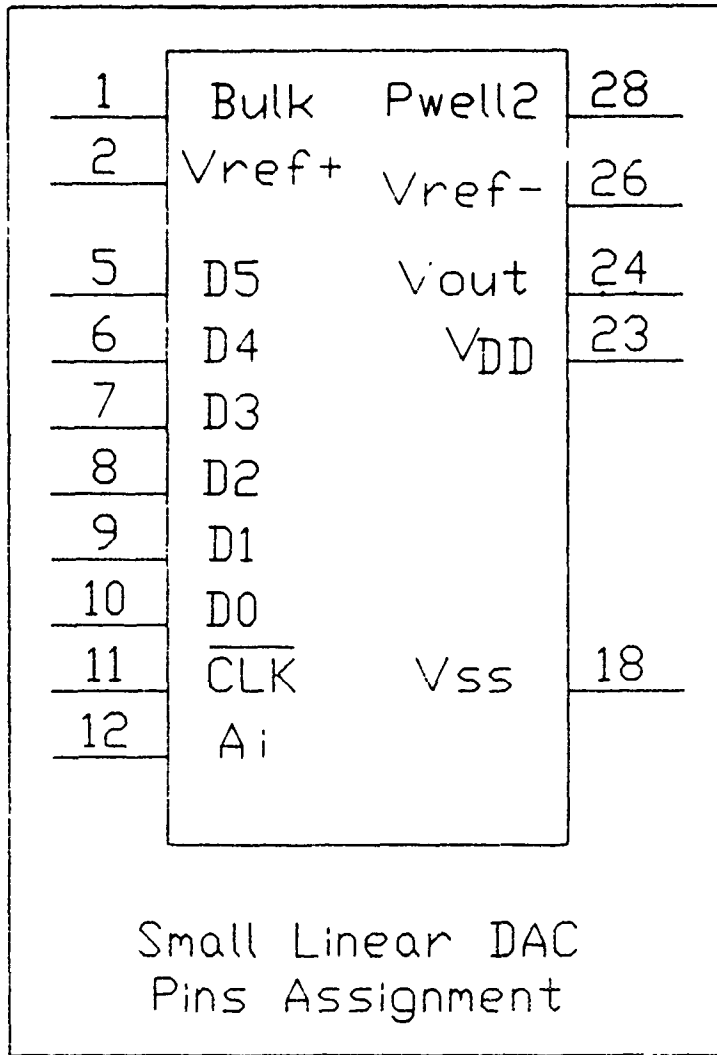 1 Bulk Pwell2 28
2 Vref+ Vref- 26
5 D5 Vout 24
6 D4 VDD 23
7 D3
8 D2
9 D1
10 D0
11 C̅L̅K̅ Vss 18
12 Ai
Small Linear DAC
Pins Assignment